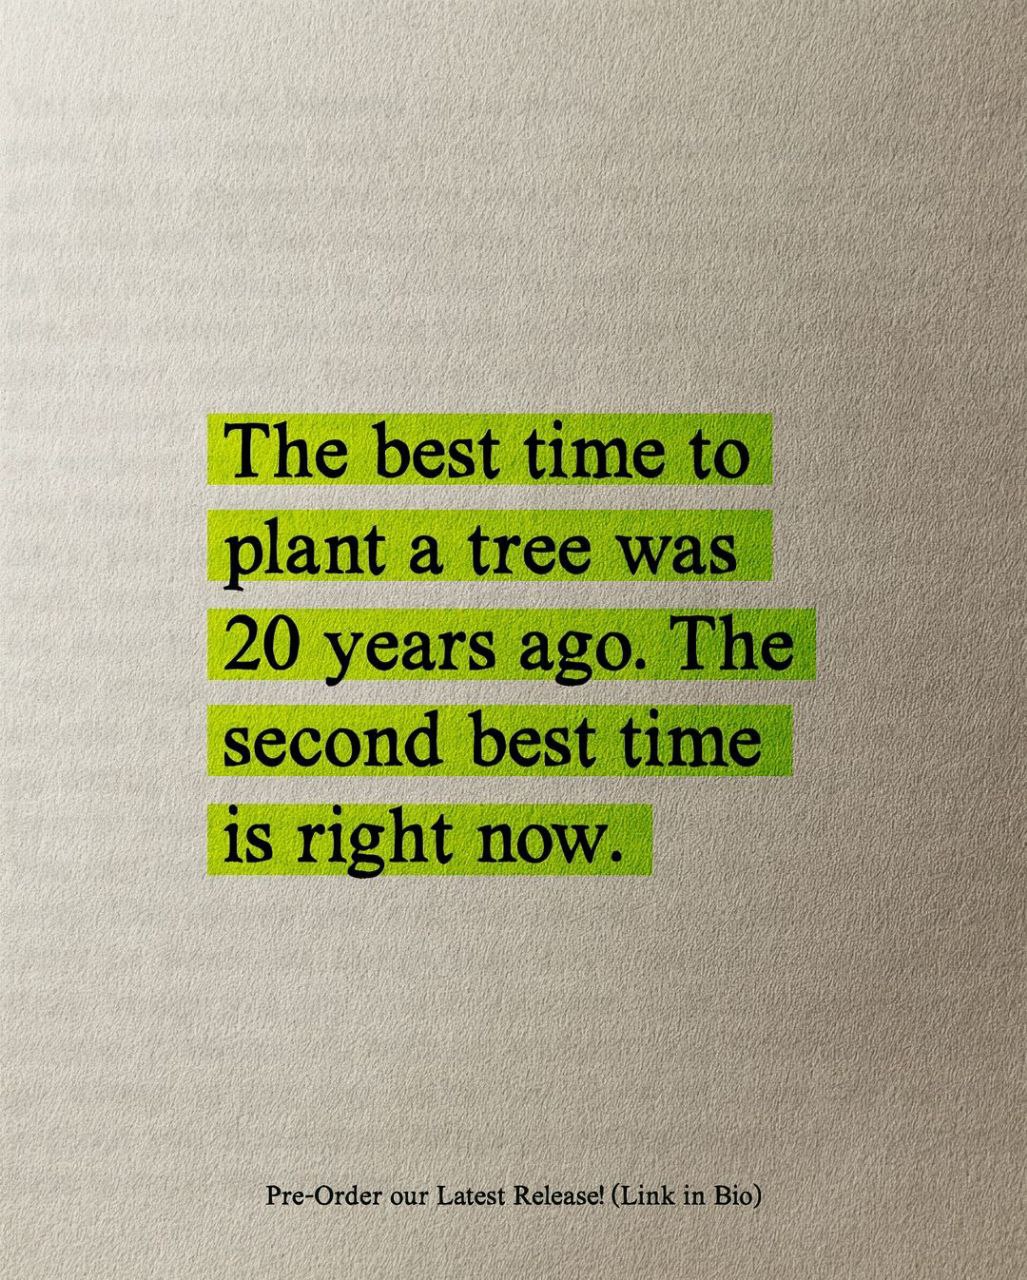 The best time to
plant a tree was
20 years ago. The
second best time
is right now.
Pre-Order our Latest Release! (Link in Bio)